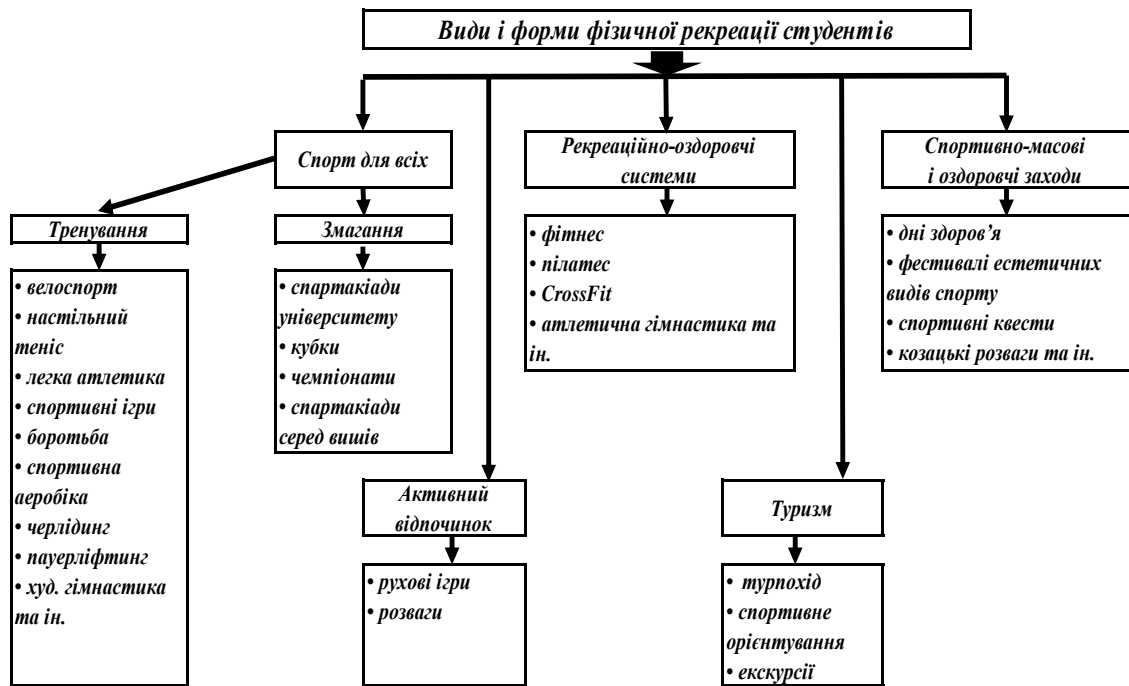 Види і форми фізичної рекреації студентів
Спорт для всіх
Рекреаційно-оздоровчі
системи
Спортивно-масові
і оздоровчі заходи
Тренування
Змагання
• фітнес
• пілатес
• CrossFit
• атлетична гімнастика та
ін.
• дні здоров’я
• фестивалі естетичних
видів спорту
• спортивні квести
• козацькі розваги та ін.
• велоспорт
• настільний
теніс
• легка атлетика
• спортивні ігри
• боротьба
• спортивна
аеробіка
• черлідинг
• пауерліфтинг
• худ. гімнастика
та ін.
• спартакіади
університету
• кубки
• чемпіонати
• спартакіади
серед вишів
Активний
відпочинок
Туризм
• рухові ігри
• розваги
• турпохід
• спортивне
орієнтування
• екскурсії